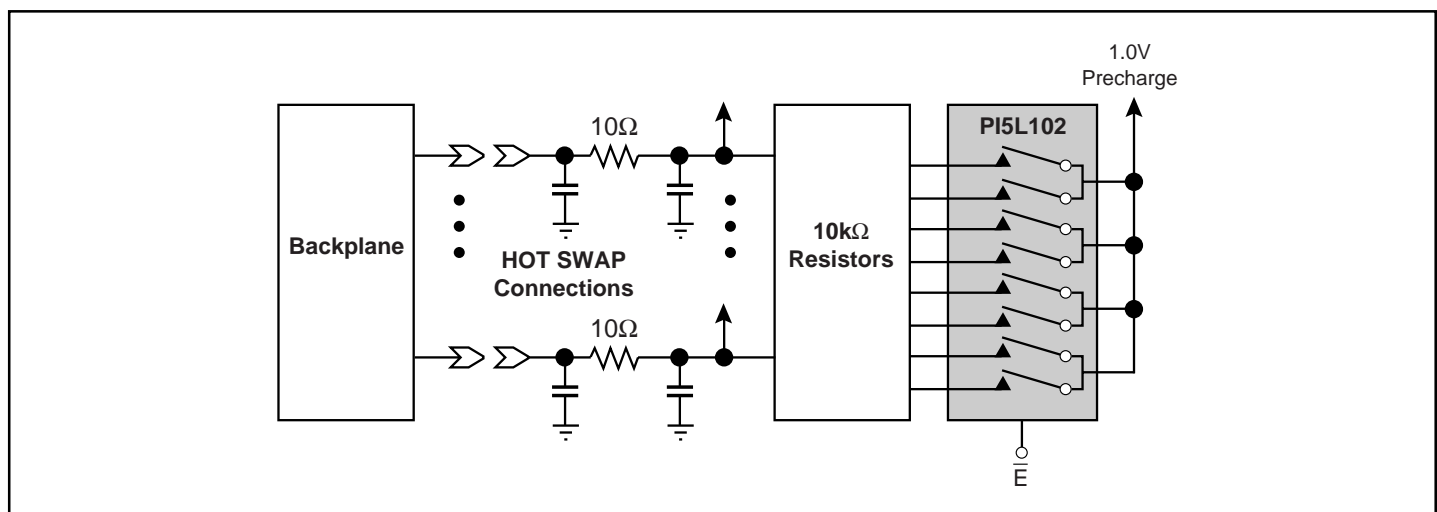 1.0V
Precharge
10Ω
PI5L102
Backplane
HOT SWAP
Connections
10kΩ
Resistors
10Ω
E̅